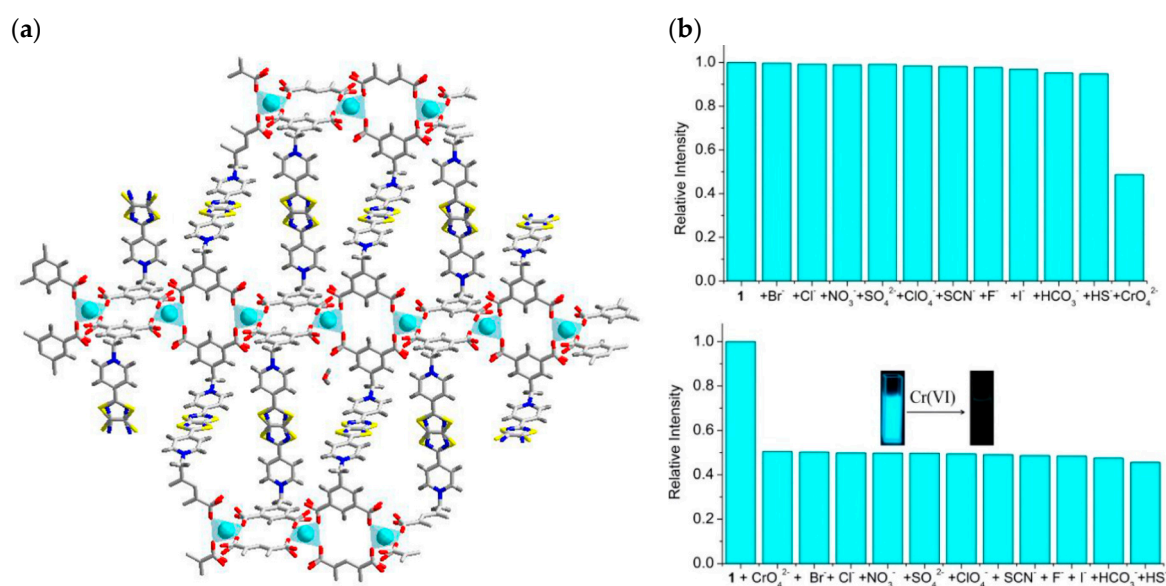 (a)
(b)
Relative Intensity
1.0
0.8
0.6
0.4
0.2
0.0
1 +Br⁻ +Cl⁻ +NO₃⁻ +SO₄²⁻ +ClO₄⁻ +SCN⁻ +F⁻ +I⁻ +HCO₃⁻ +HS⁻ +CrO₄²⁻
Relative Intensity
1.0
0.8
0.6
0.4
0.2
0.0
Cr(VI)
1 + CrO₄²⁻ + Br⁻ + Cl⁻ +NO₃⁻ +SO₄²⁻ +ClO₄⁻ + SCN⁻ + F⁻ + I⁻ +HCO₃⁻ +HS⁻